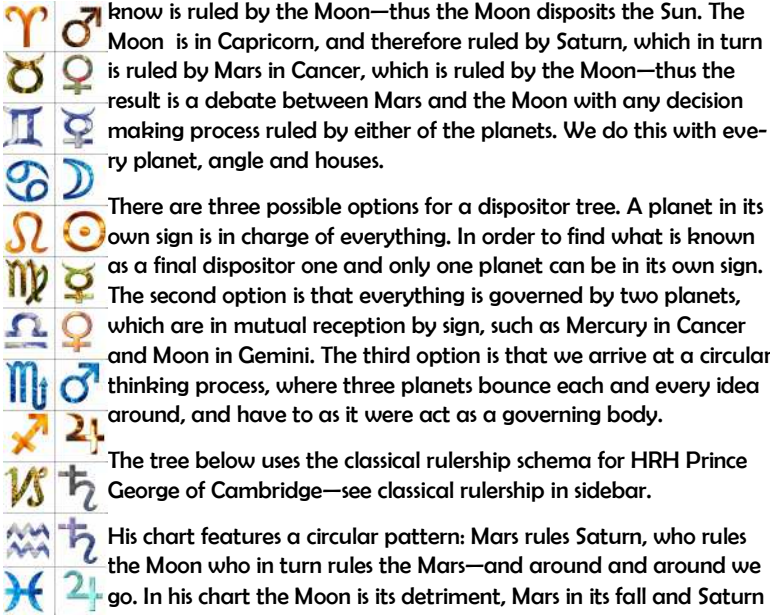 know is ruled by the Moon—thus the Moon disposits the Sun. The
Moon  is in Capricorn, and therefore ruled by Saturn, which in turn
is ruled by Mars in Cancer, which is ruled by the Moon—thus the
result is a debate between Mars and the Moon with any decision
making process ruled by either of the planets. We do this with eve-
ry planet, angle and houses.
There are three possible options for a dispositor tree. A planet in its
own sign is in charge of everything. In order to find what is known
as a final dispositor one and only one planet can be in its own sign.
The second option is that everything is governed by two planets,
which are in mutual reception by sign, such as Mercury in Cancer
and Moon in Gemini. The third option is that we arrive at a circular
thinking process, where three planets bounce each and every idea
around, and have to as it were act as a governing body.
The tree below uses the classical rulership schema for HRH Prince
George of Cambridge—see classical rulership in sidebar.
His chart features a circular pattern: Mars rules Saturn, who rules
the Moon who in turn rules the Mars—and around and around we
go. In his chart the Moon is its detriment, Mars in its fall and Saturn